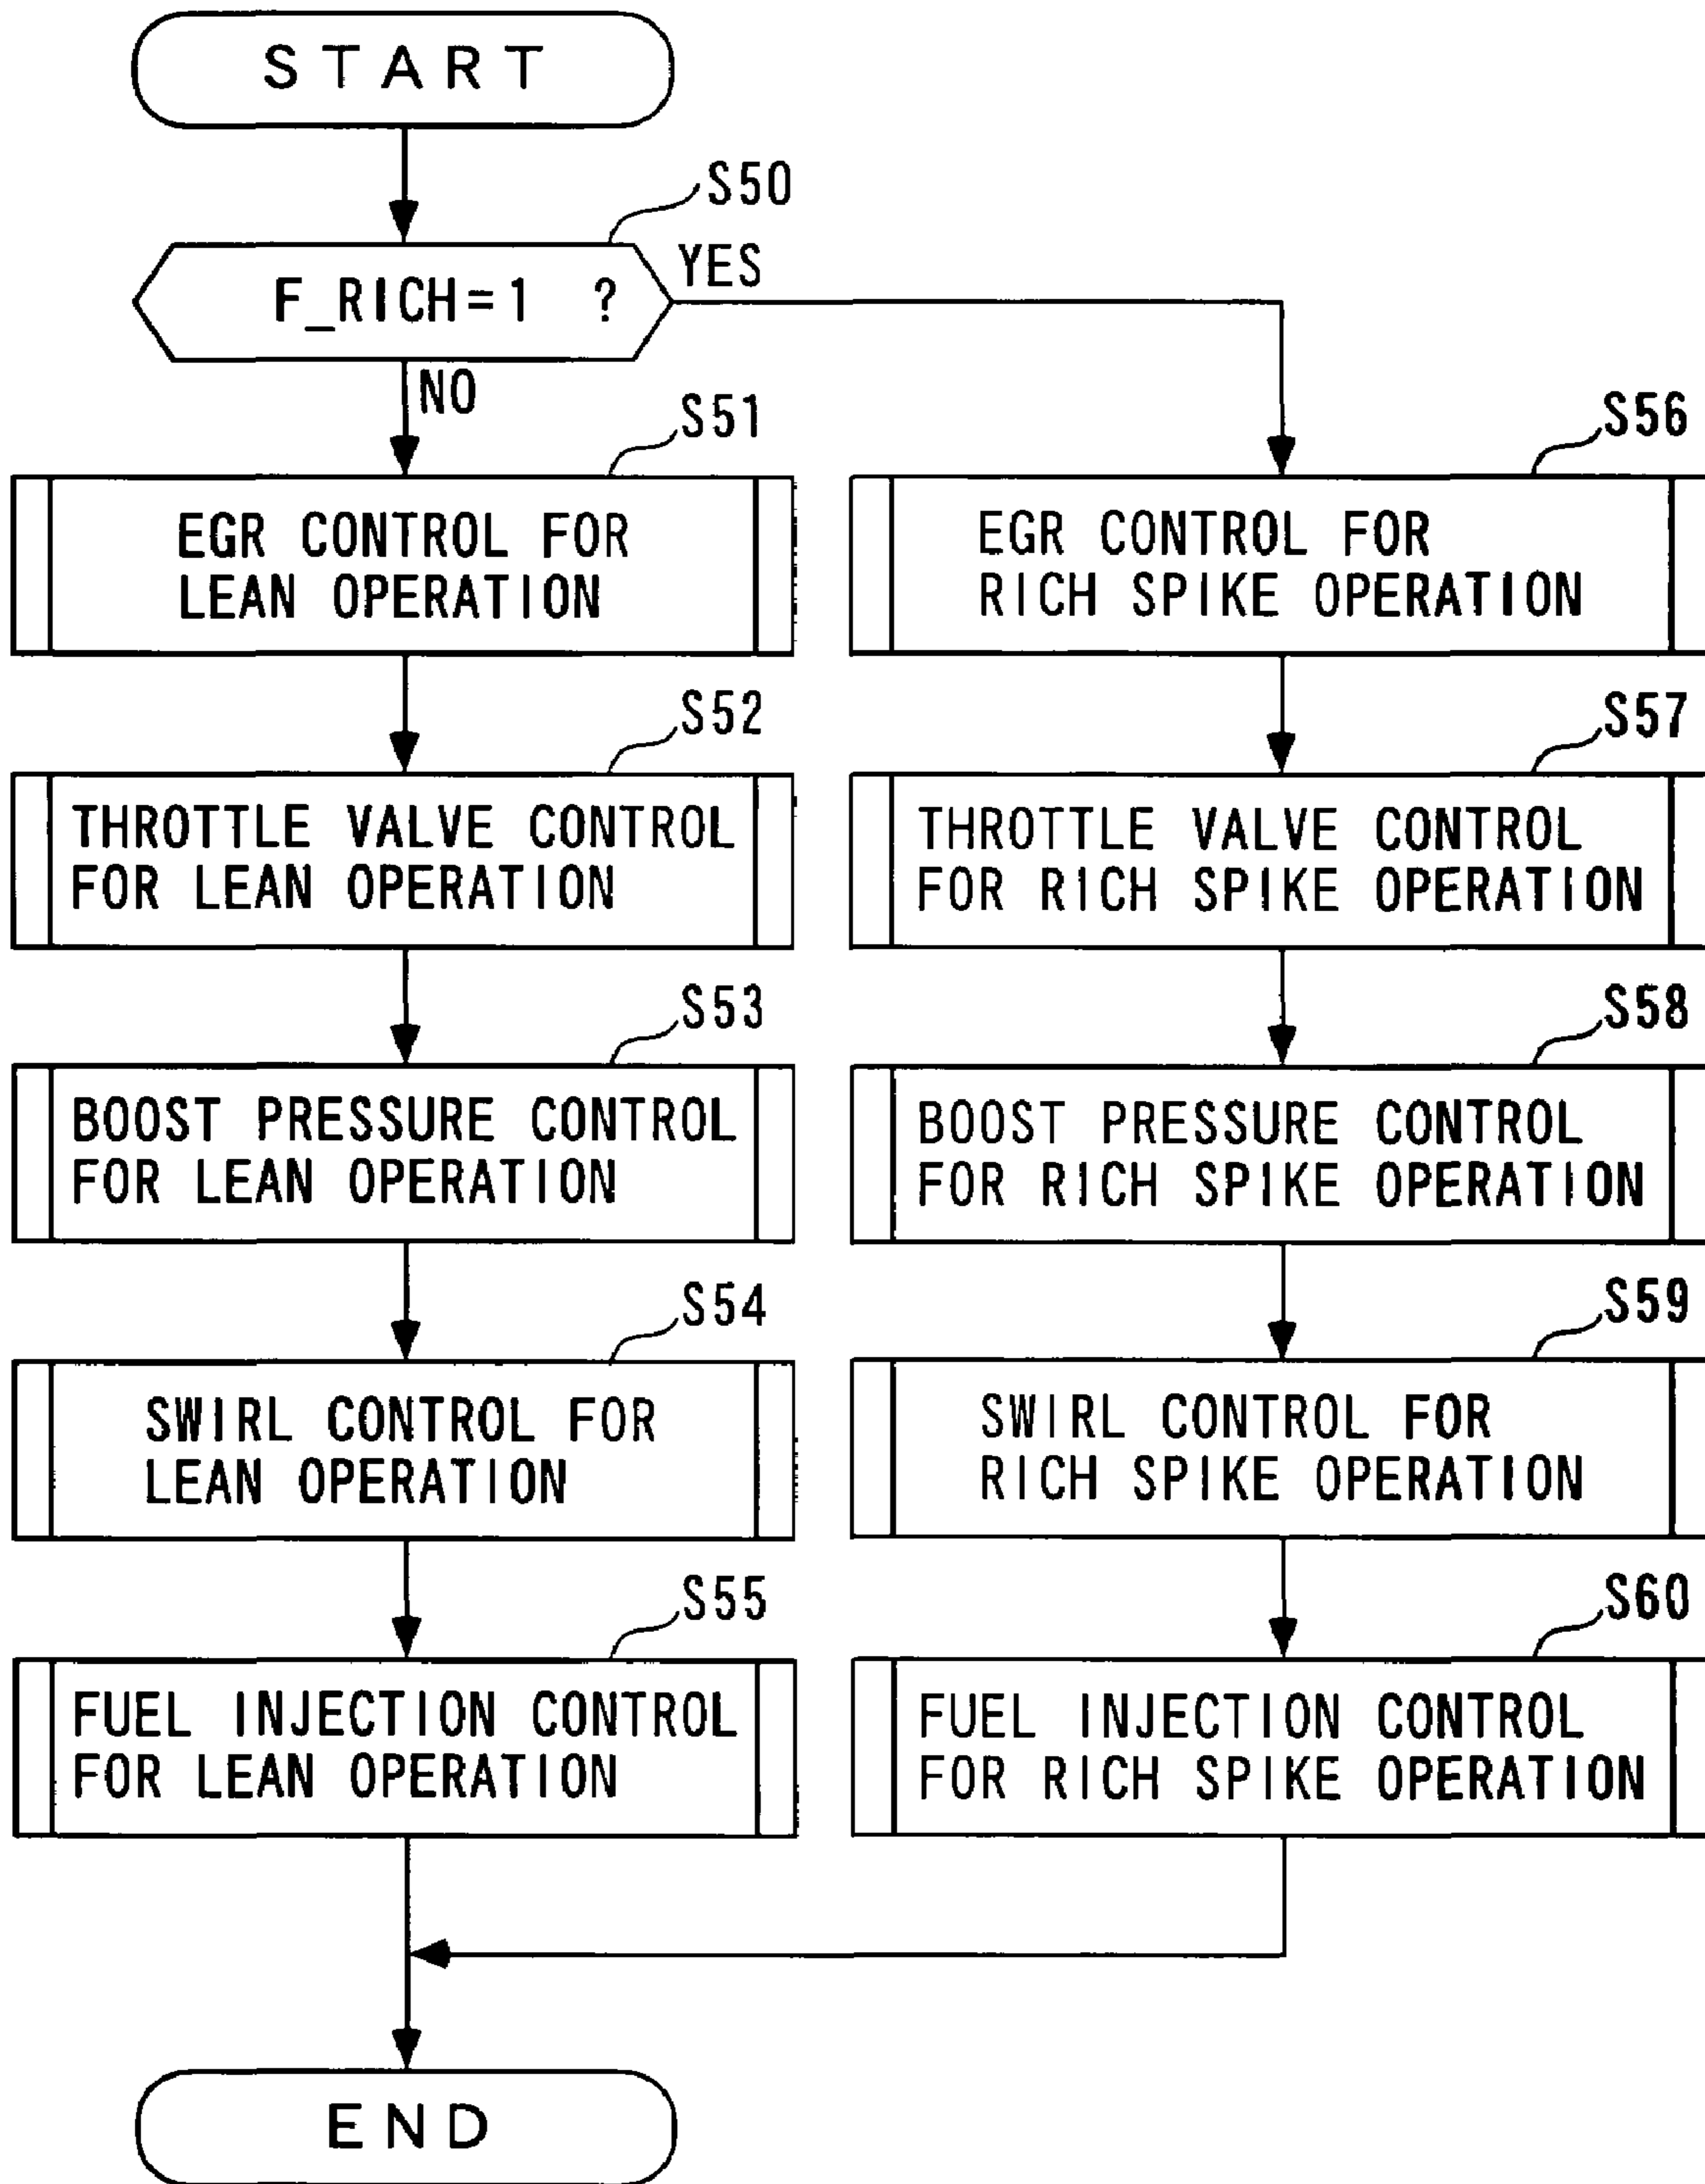 START
S50
F_RICH=1 ?
YES
NO
S51
EGR CONTROL FOR
LEAN OPERATION
S52
THROTTLE VALVE CONTROL
FOR LEAN OPERATION
S53
BOOST PRESSURE CONTROL
FOR LEAN OPERATION
S54
SWIRL CONTROL FOR
LEAN OPERATION
S55
FUEL INJECTION CONTROL
FOR LEAN OPERATION
S56
EGR CONTROL FOR
RICH SPIKE OPERATION
S57
THROTTLE VALVE CONTROL
FOR RICH SPIKE OPERATION
S58
BOOST PRESSURE CONTROL
FOR RICH SPIKE OPERATION
S59
SWIRL CONTROL FOR
RICH SPIKE OPERATION
S60
FUEL INJECTION CONTROL
FOR RICH SPIKE OPERATION
END